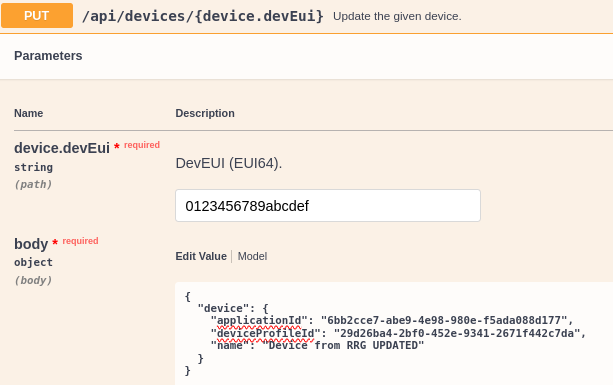 PUT /api/devices/{device.devEui} Update the given device.
Parameters
Name Description
device.devEui * required
string
(path)
DevEUI (EUI64).
0123456789abcdef
body * required
object
(body)
Edit Value Model
{
"device": {
"applicationId": "6bb2cce7-abe9-4e98-980e-f5ada088d177",
"deviceProfileId": "29d26ba4-2bf0-452e-9341-2671f442c7da",
"name": "Device from RRG UPDATED"
}
}